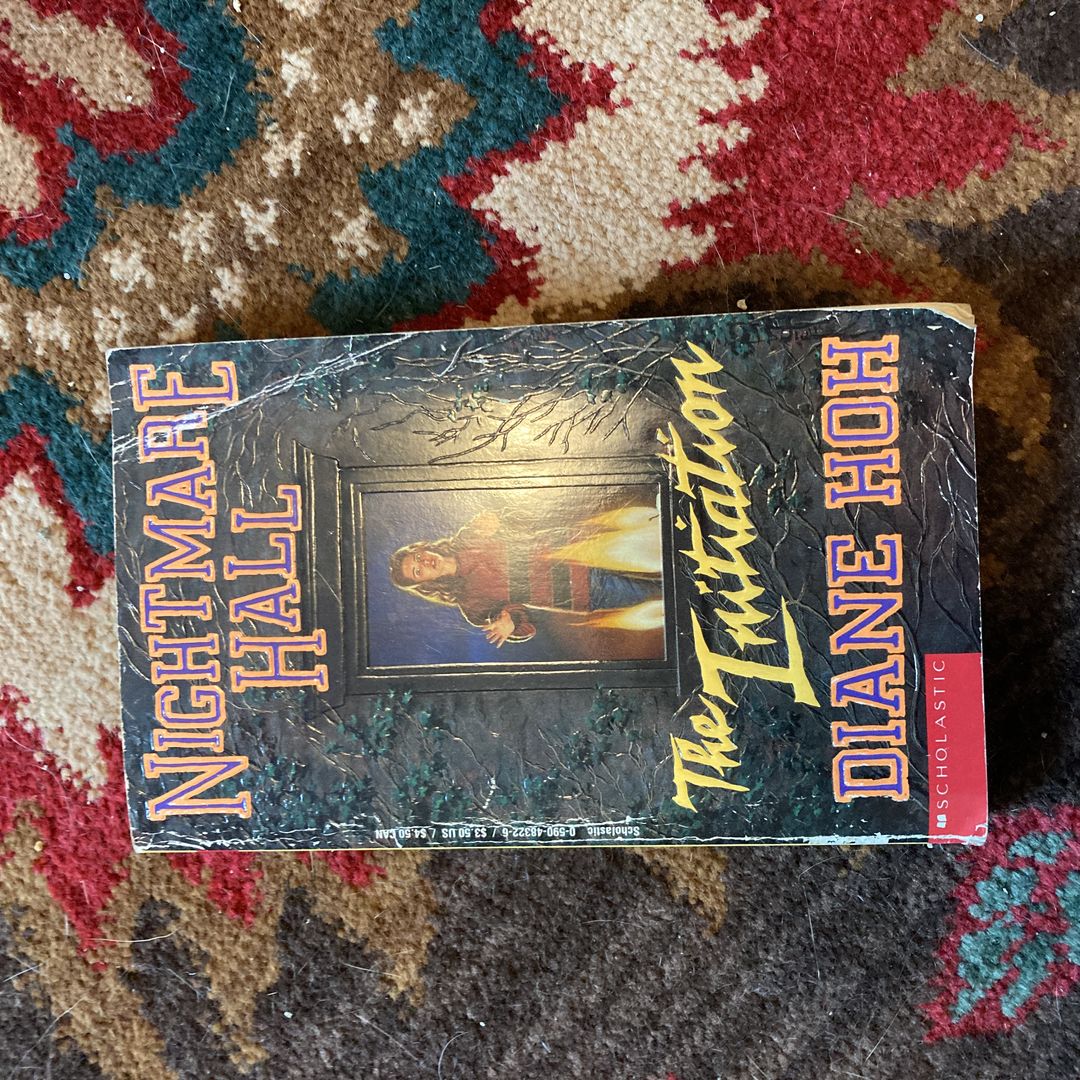 NIGHTMARE
HALL
The Initiation
DIANE HOH
SCHOLASTIC
Scholastic 0-590-48322-6 / $3.50 US / $4.50 CAN